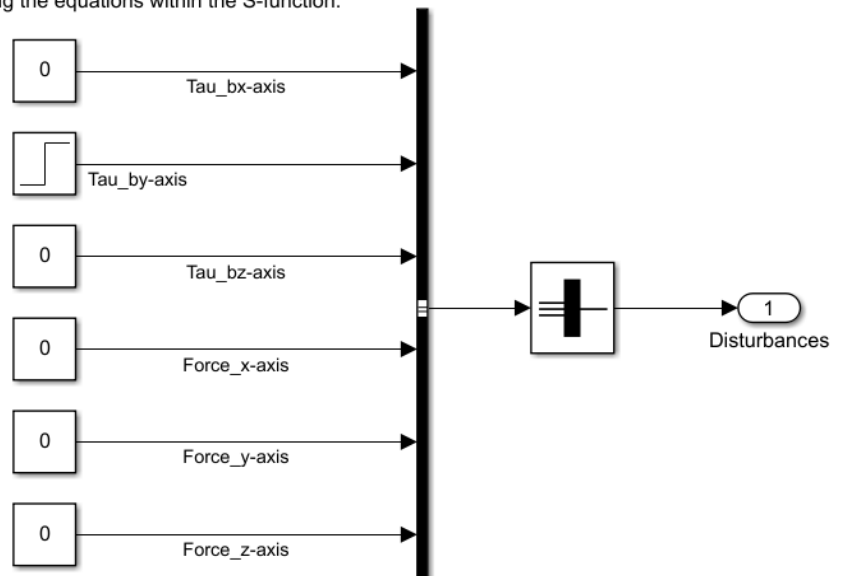 the equations within the S-function.
0
Tau_bx-axis
Tau_by-axis
0
Tau_bz-axis
0
Force_x-axis
0
Force_y-axis
0
Force_z-axis
1
Disturbances